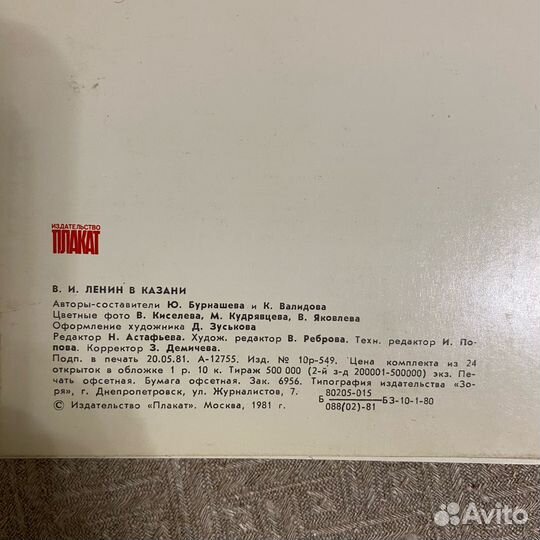 ИЗДАТЕЛЬСТВО
ПЛАКАТ
В. И. ЛЕНИН В КАЗАНИ
Авторы-составители Ю. Бурнашева и К. Валидова
Цветные фото В. Киселева, М. Кудрявцева, В. Яковлева
Оформление художника Д. Зуськова
Редактор Н. Астафьева. Худож. редактор В. Реброва. Техн. редактор И. По-
пова. Корректор З. Демичева.
Подп. в печать 20.05.81. А-12755. Изд. № 10р-549. Цена комплекта из 24
открыток в обложке 1 р. 10 к. Тираж 500 000 (2-й з-д 200001-500000) экз. Пе-
чать офсетная. Бумага офсетная. Зак. 6956. Типография издательства «Зо-
ря», г. Днепропетровск, ул. Журналистов, 7.
Б 80205-015 БЗ-10-1-80
088(02)-81
© Издательство «Плакат». Москва, 1981 г.
Avito